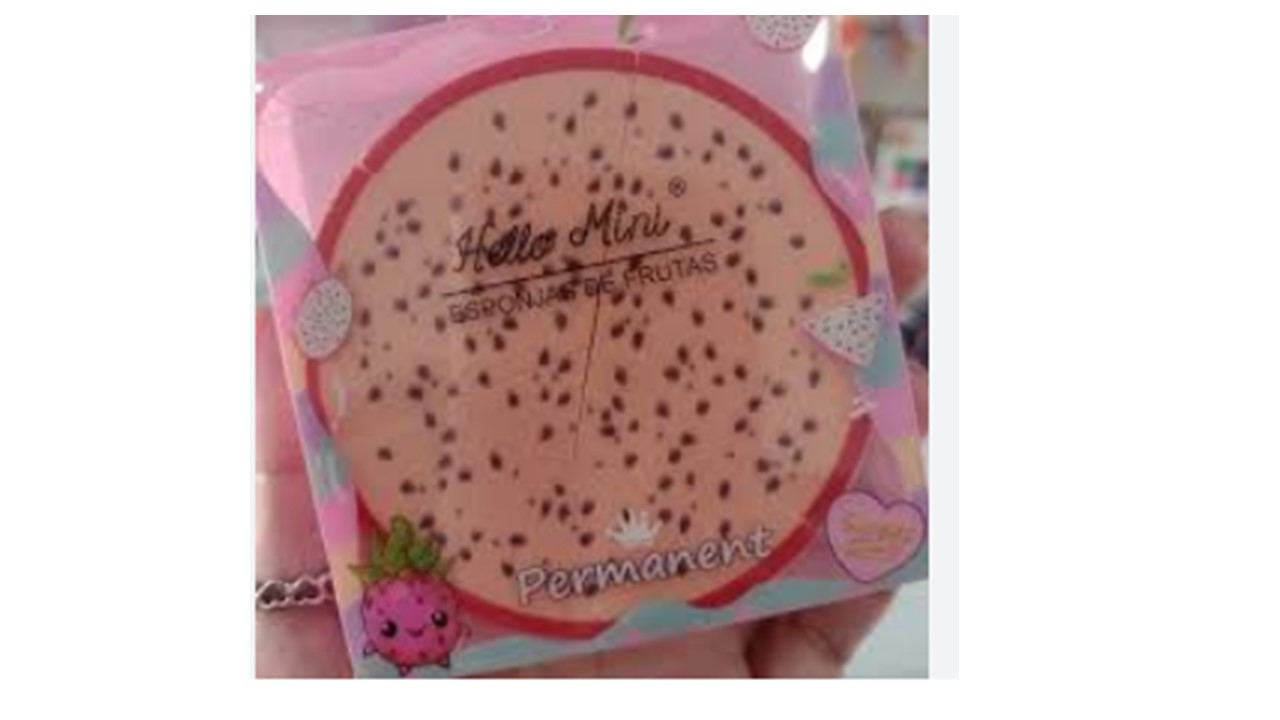 Hello Mini ®
ESPONJAS DE FRUTAS
Permanent